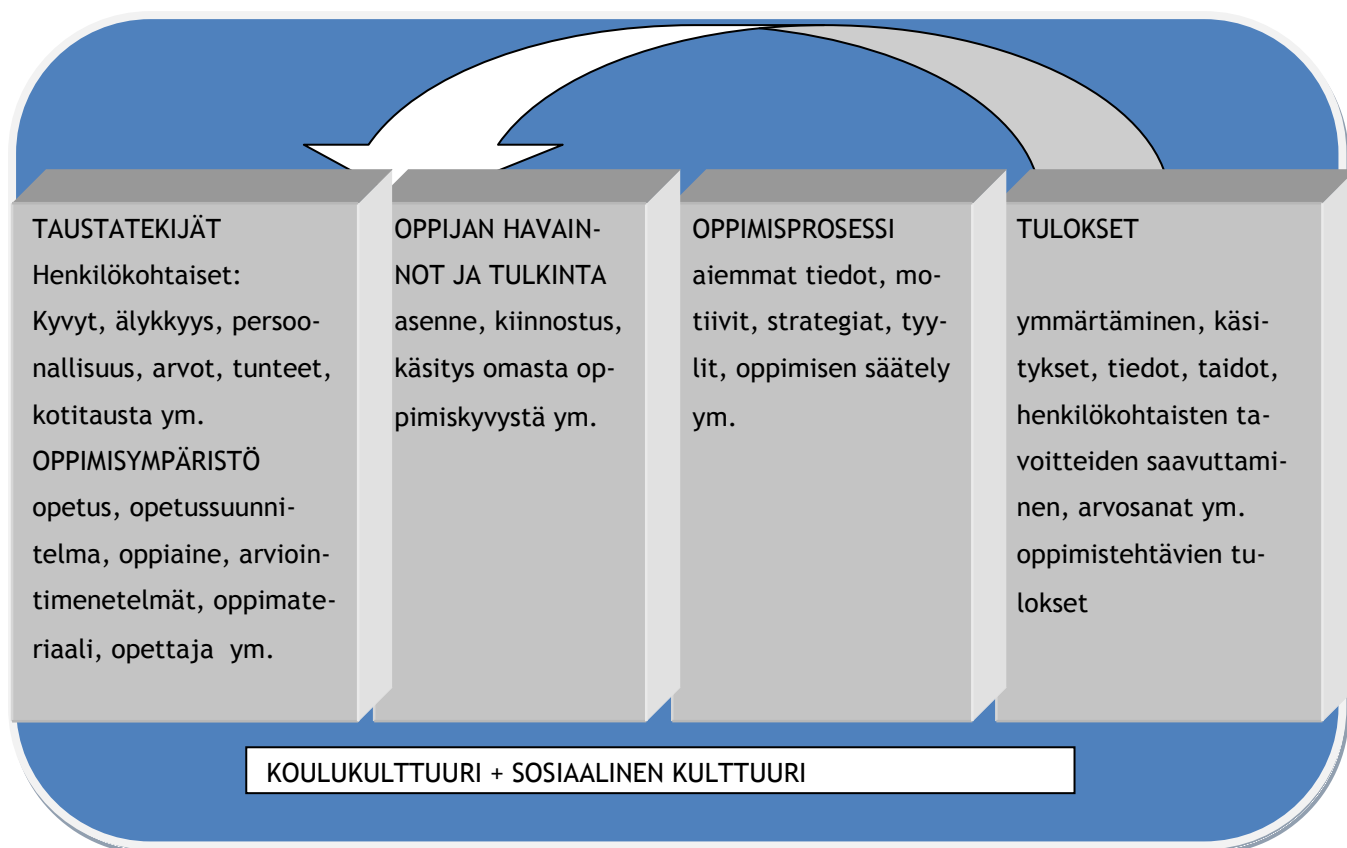 TAUSTATEKIJÄT
Henkilökohtaiset:
Kyvyt, älykkyys, persoo-
nallisuus, arvot, tunteet,
kotitausta ym.
OPPIMISYMPÄRISTÖ
opetus, opetussuunni-
telma, oppiaine, arvioin-
timenetelmät, oppimate-
riaali, opettaja ym.
OPPIJAN HAVAIN-
NOT JA TULKINTA
asenne, kiinnostus,
käsitys omasta op-
pimiskyvystä ym.
OPPIMISPROSESSI
aiemmat tiedot, mo-
tiivit, strategiat, tyy-
lit, oppimisen säätely
ym.
TULOKSET
ymmärtäminen, käsi-
tykset, tiedot, taidot,
henkilökohtaisten ta-
voitteiden saavuttami-
nen, arvosanat ym.
oppimistehtävien tu-
lokset
KOULUKULTTUURI + SOSIAALINEN KULTTUURI